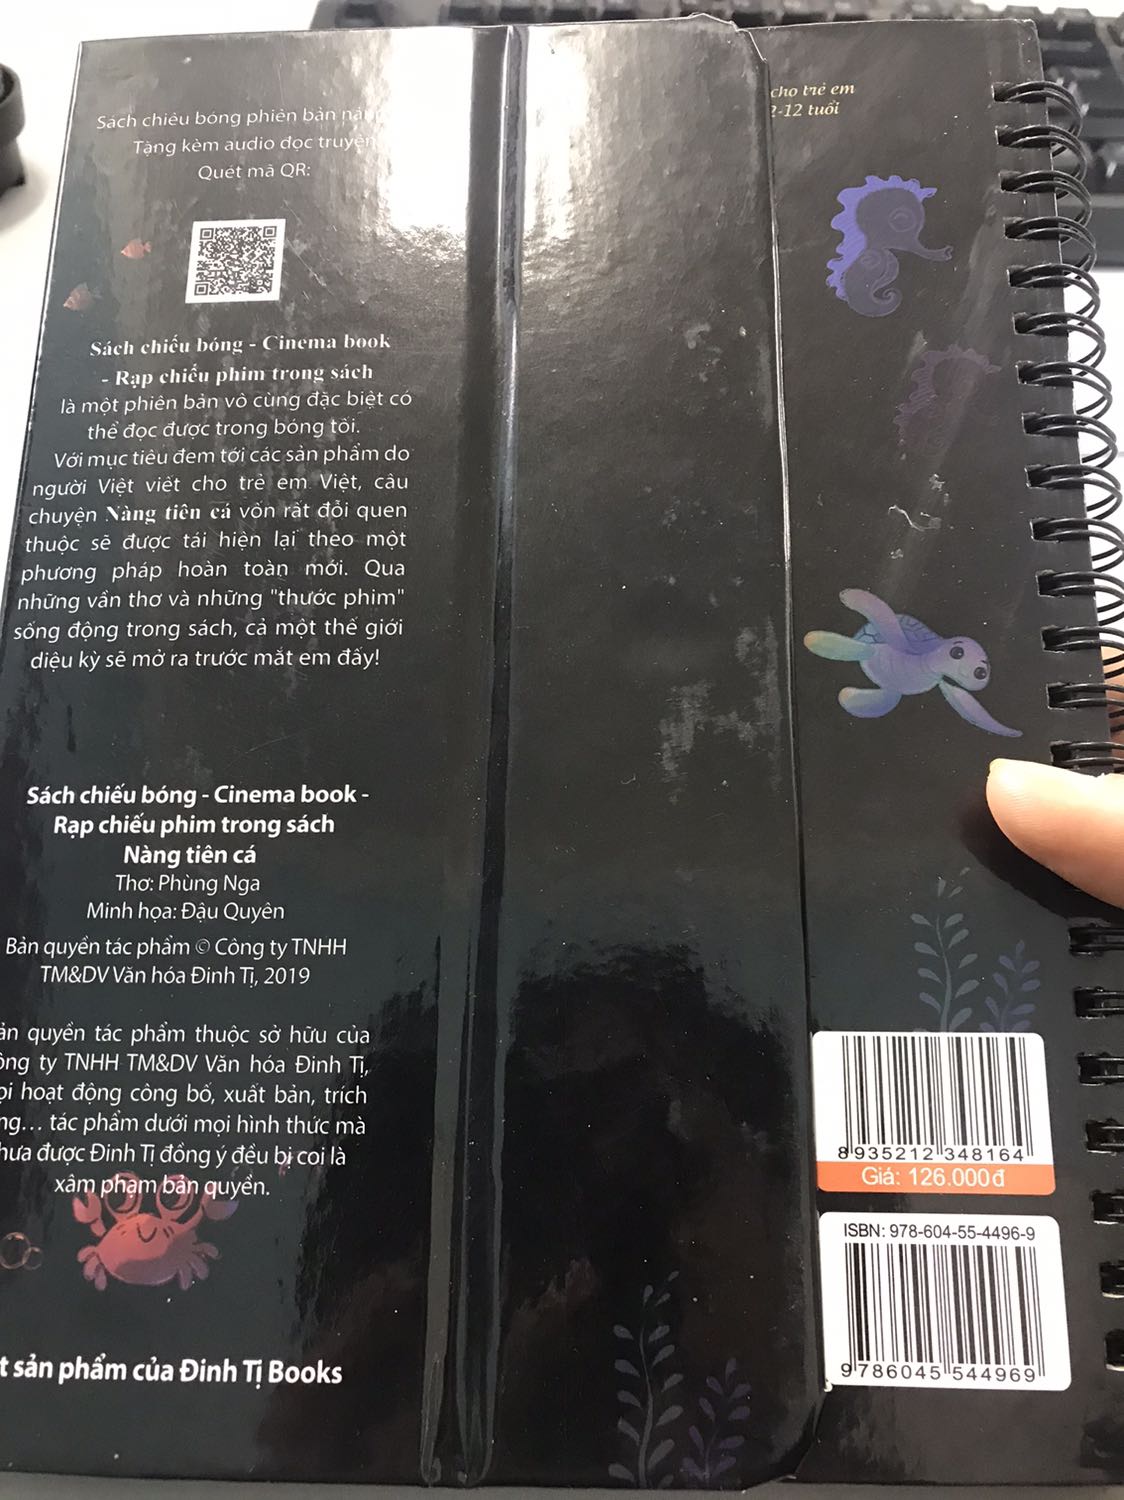 Sách chiếu bóng phiên bản
Tặng kèm audio đọc truyện
Quét mã QR:
Sách chiếu bóng - Cinema book
- Rạp chiếu phim trong sách
là một phiên bản vô cùng đặc biệt có
thể đọc được trong bóng tối.
Với mục tiêu đem tới các sản phẩm do
người Việt viết cho trẻ em Việt, câu
chuyện Nàng tiên cá vốn rất đỗi quen
thuộc sẽ được tái hiện lại theo một
phương pháp hoàn toàn mới. Qua
những vần thơ và những "thước phim"
sống động trong sách, cả một thế giới
diệu kỳ sẽ mở ra trước mắt em đấy!
Sách chiếu bóng - Cinema book -
Rạp chiếu phim trong sách
Nàng tiên cá
Thơ: Phùng Nga
Minh họa: Đậu Quyên
Bản quyền tác phẩm © Công ty TNHH
TM&DV Văn hóa Đinh Tị, 2019
ản quyền tác phẩm thuộc sở hữu của
ông ty TNHH TM&DV Văn hóa Đinh Tị,
ọi hoạt động công bố, xuất bản, trích
ng... tác phẩm dưới mọi hình thức mà
hưa được Đinh Tị đồng ý đều bị coi là
xâm phạm bản quyền.
t sản phẩm của Đinh Tị Books
cho trẻ em
2-12 tuổi
8935212348164
Giá: 126.000đ
ISBN: 978-604-55-4496-9
9786045544969